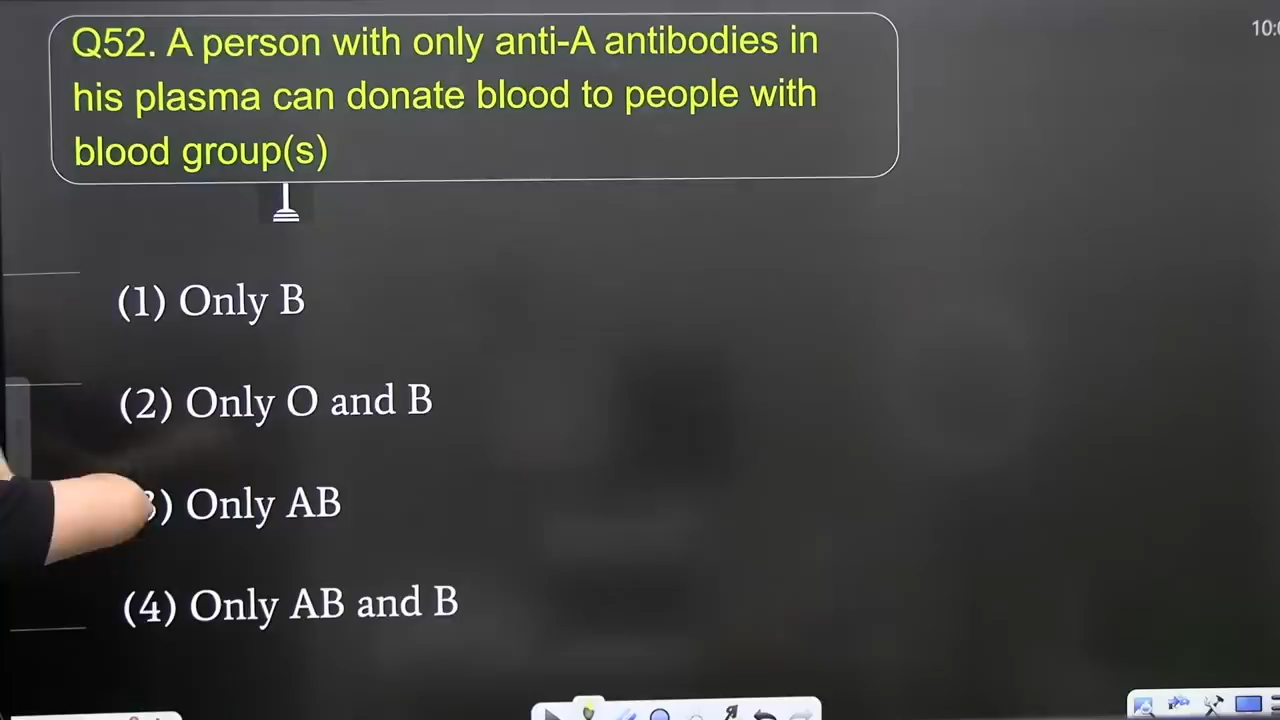 Q52. A person with only anti-A antibodies in
his plasma can donate blood to people with
blood group(s)
(1) Only B
(2) Only O and B
3) Only AB
(4) Only AB and B